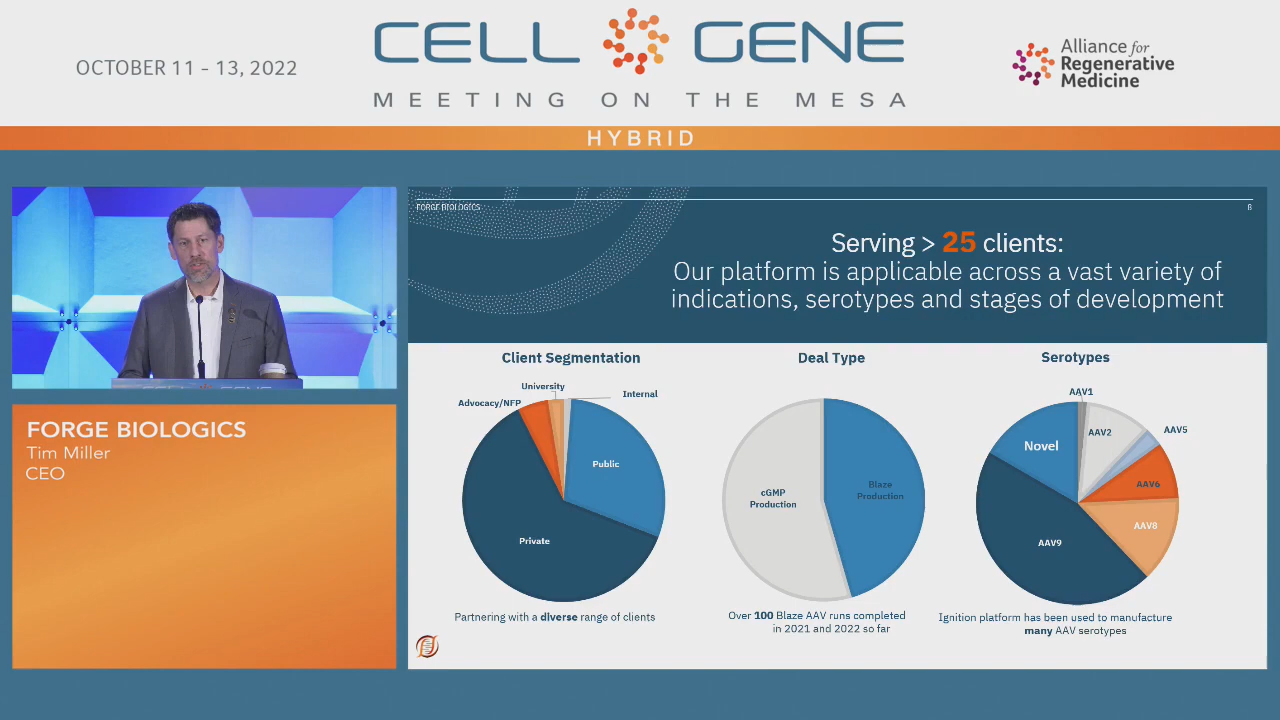 OCTOBER 11 - 13, 2022
CELL GENE
MEETING ON THE MESA
Alliance for
Regenerative
Medicine
HYBRID
FORGE BIOLOGICS
Tim Miller
CEO
FORGE BIOLOGICS
8
Serving > 25 clients:
Our platform is applicable across a vast variety of
indications, serotypes and stages of development
Client Segmentation
University
Internal
Advocacy/NFP
Public
Private
Partnering with a diverse range of clients
Deal Type
cGMP
Production
Blaze
Production
Over 100 Blaze AAV runs completed
in 2021 and 2022 so far
Serotypes
AAV1
AAV2
AAV5
Novel
AAV6
AAV8
AAV9
Ignition platform has been used to manufacture
many AAV serotypes
CELL GENE